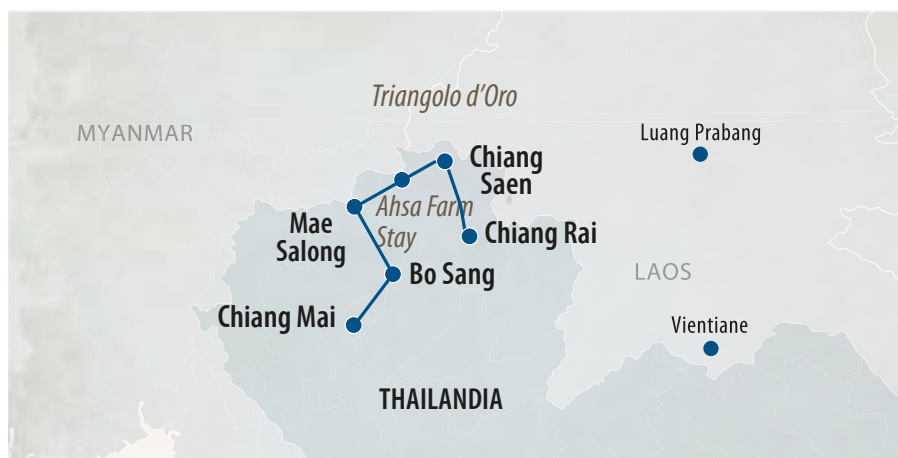 Triangolo d'Oro
MYANMAR
Luang Prabang
Chiang
Saen
Ahsa Farm
Stay
Mae
Salong
Chiang Rai
Bo Sang
LAOS
Chiang Mai
Vientiane
THAILANDIA